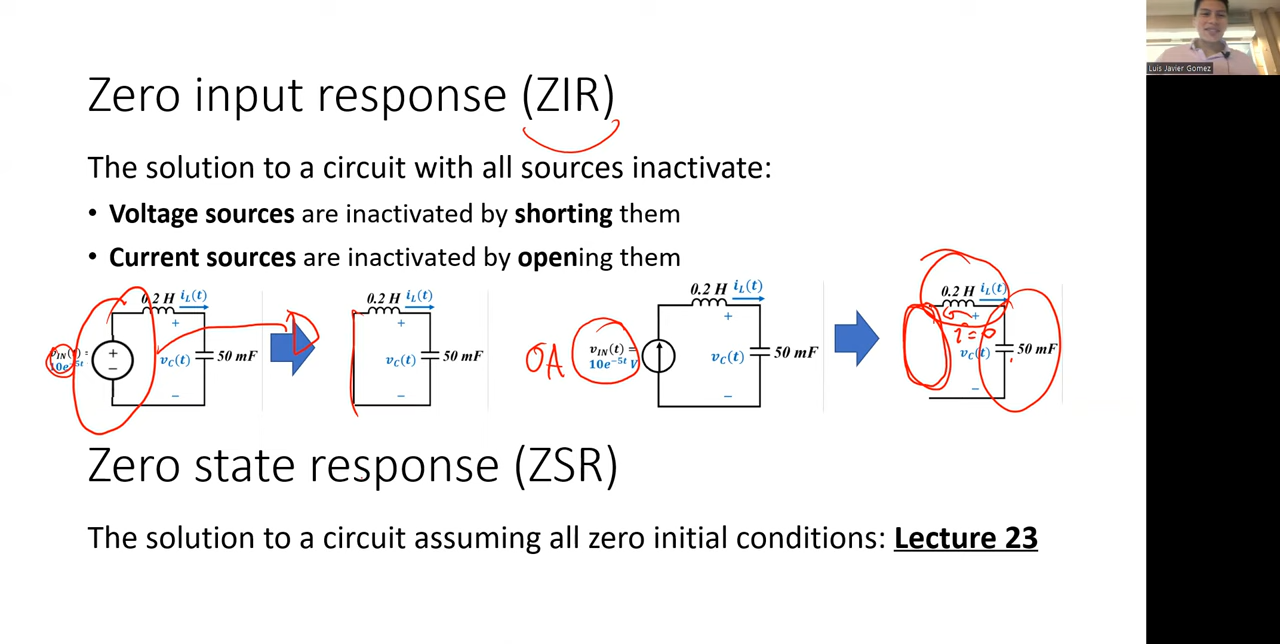 Luis Javier Gomez
Zero input response (ZIR)
The solution to a circuit with all sources inactivate:
• Voltage sources are inactivated by shorting them
• Current sources are inactivated by opening them
0.2 H i_L(t)
+
v_IN(t) =
10e^-5t
+
−
v_C(t)
50 mF
−
0.2 H i_L(t)
+
v_C(t)
50 mF
−
0A
v_IN(t) =
10e^-5t V
0.2 H i_L(t)
+
v_C(t)
50 mF
−
0.2 H i_L(t)
+
i=0
v_C(t)
50 mF
−
Zero state response (ZSR)
The solution to a circuit assuming all zero initial conditions: Lecture 23